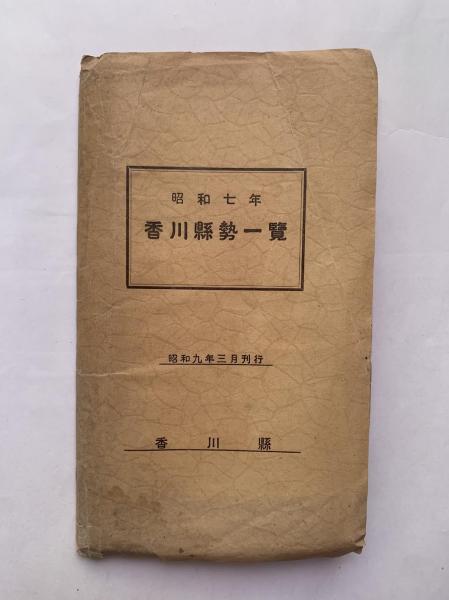 昭和七年
香川縣勢一覽
昭和九年三月刊行
香川縣